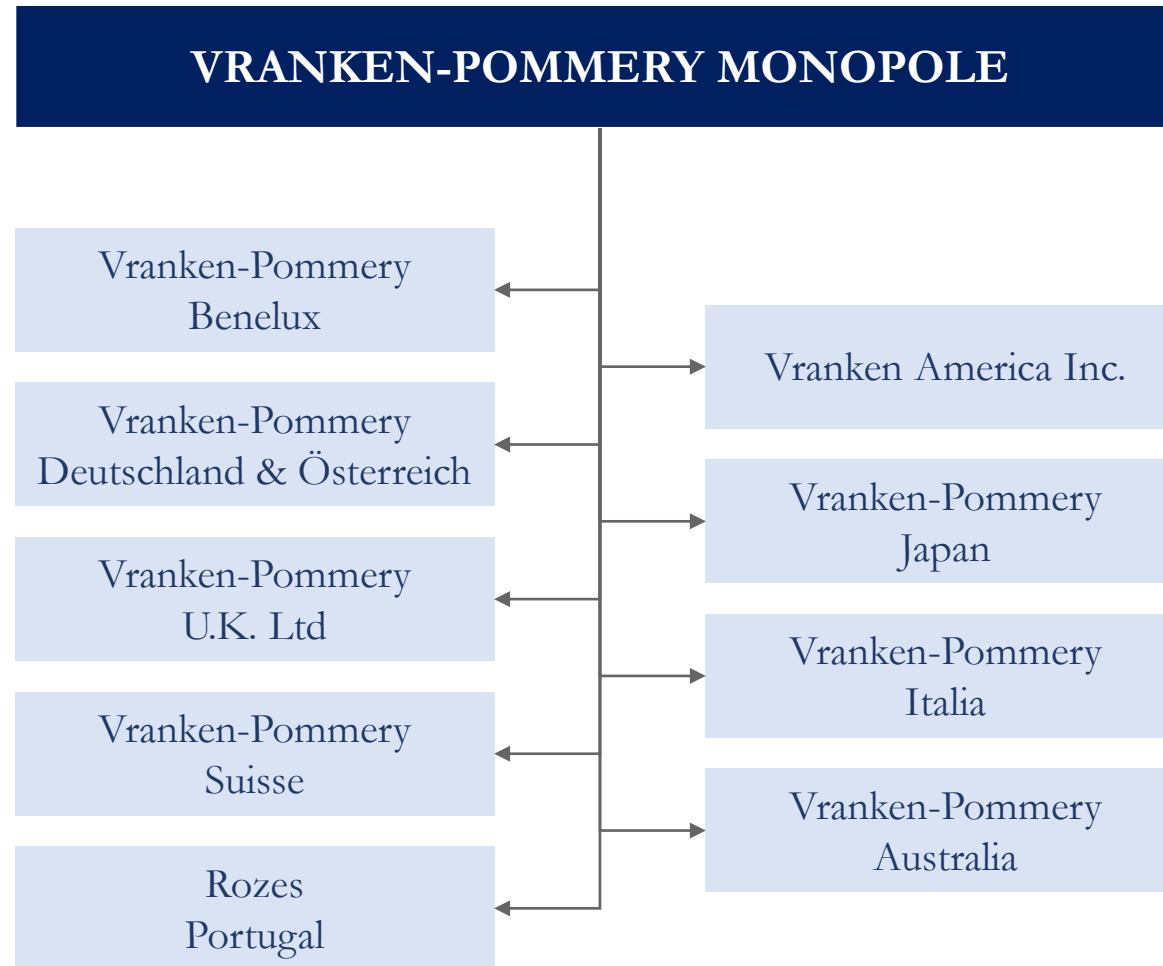 VRANKEN-POMMERY MONOPOLE
Vranken-Pommery
Benelux
Vranken-Pommery
Deutschland & Österreich
Vranken-Pommery
U.K. Ltd
Vranken-Pommery
Suisse
Rozes
Portugal
Vranken America Inc.
Vranken-Pommery
Japan
Vranken-Pommery
Italia
Vranken-Pommery
Australia